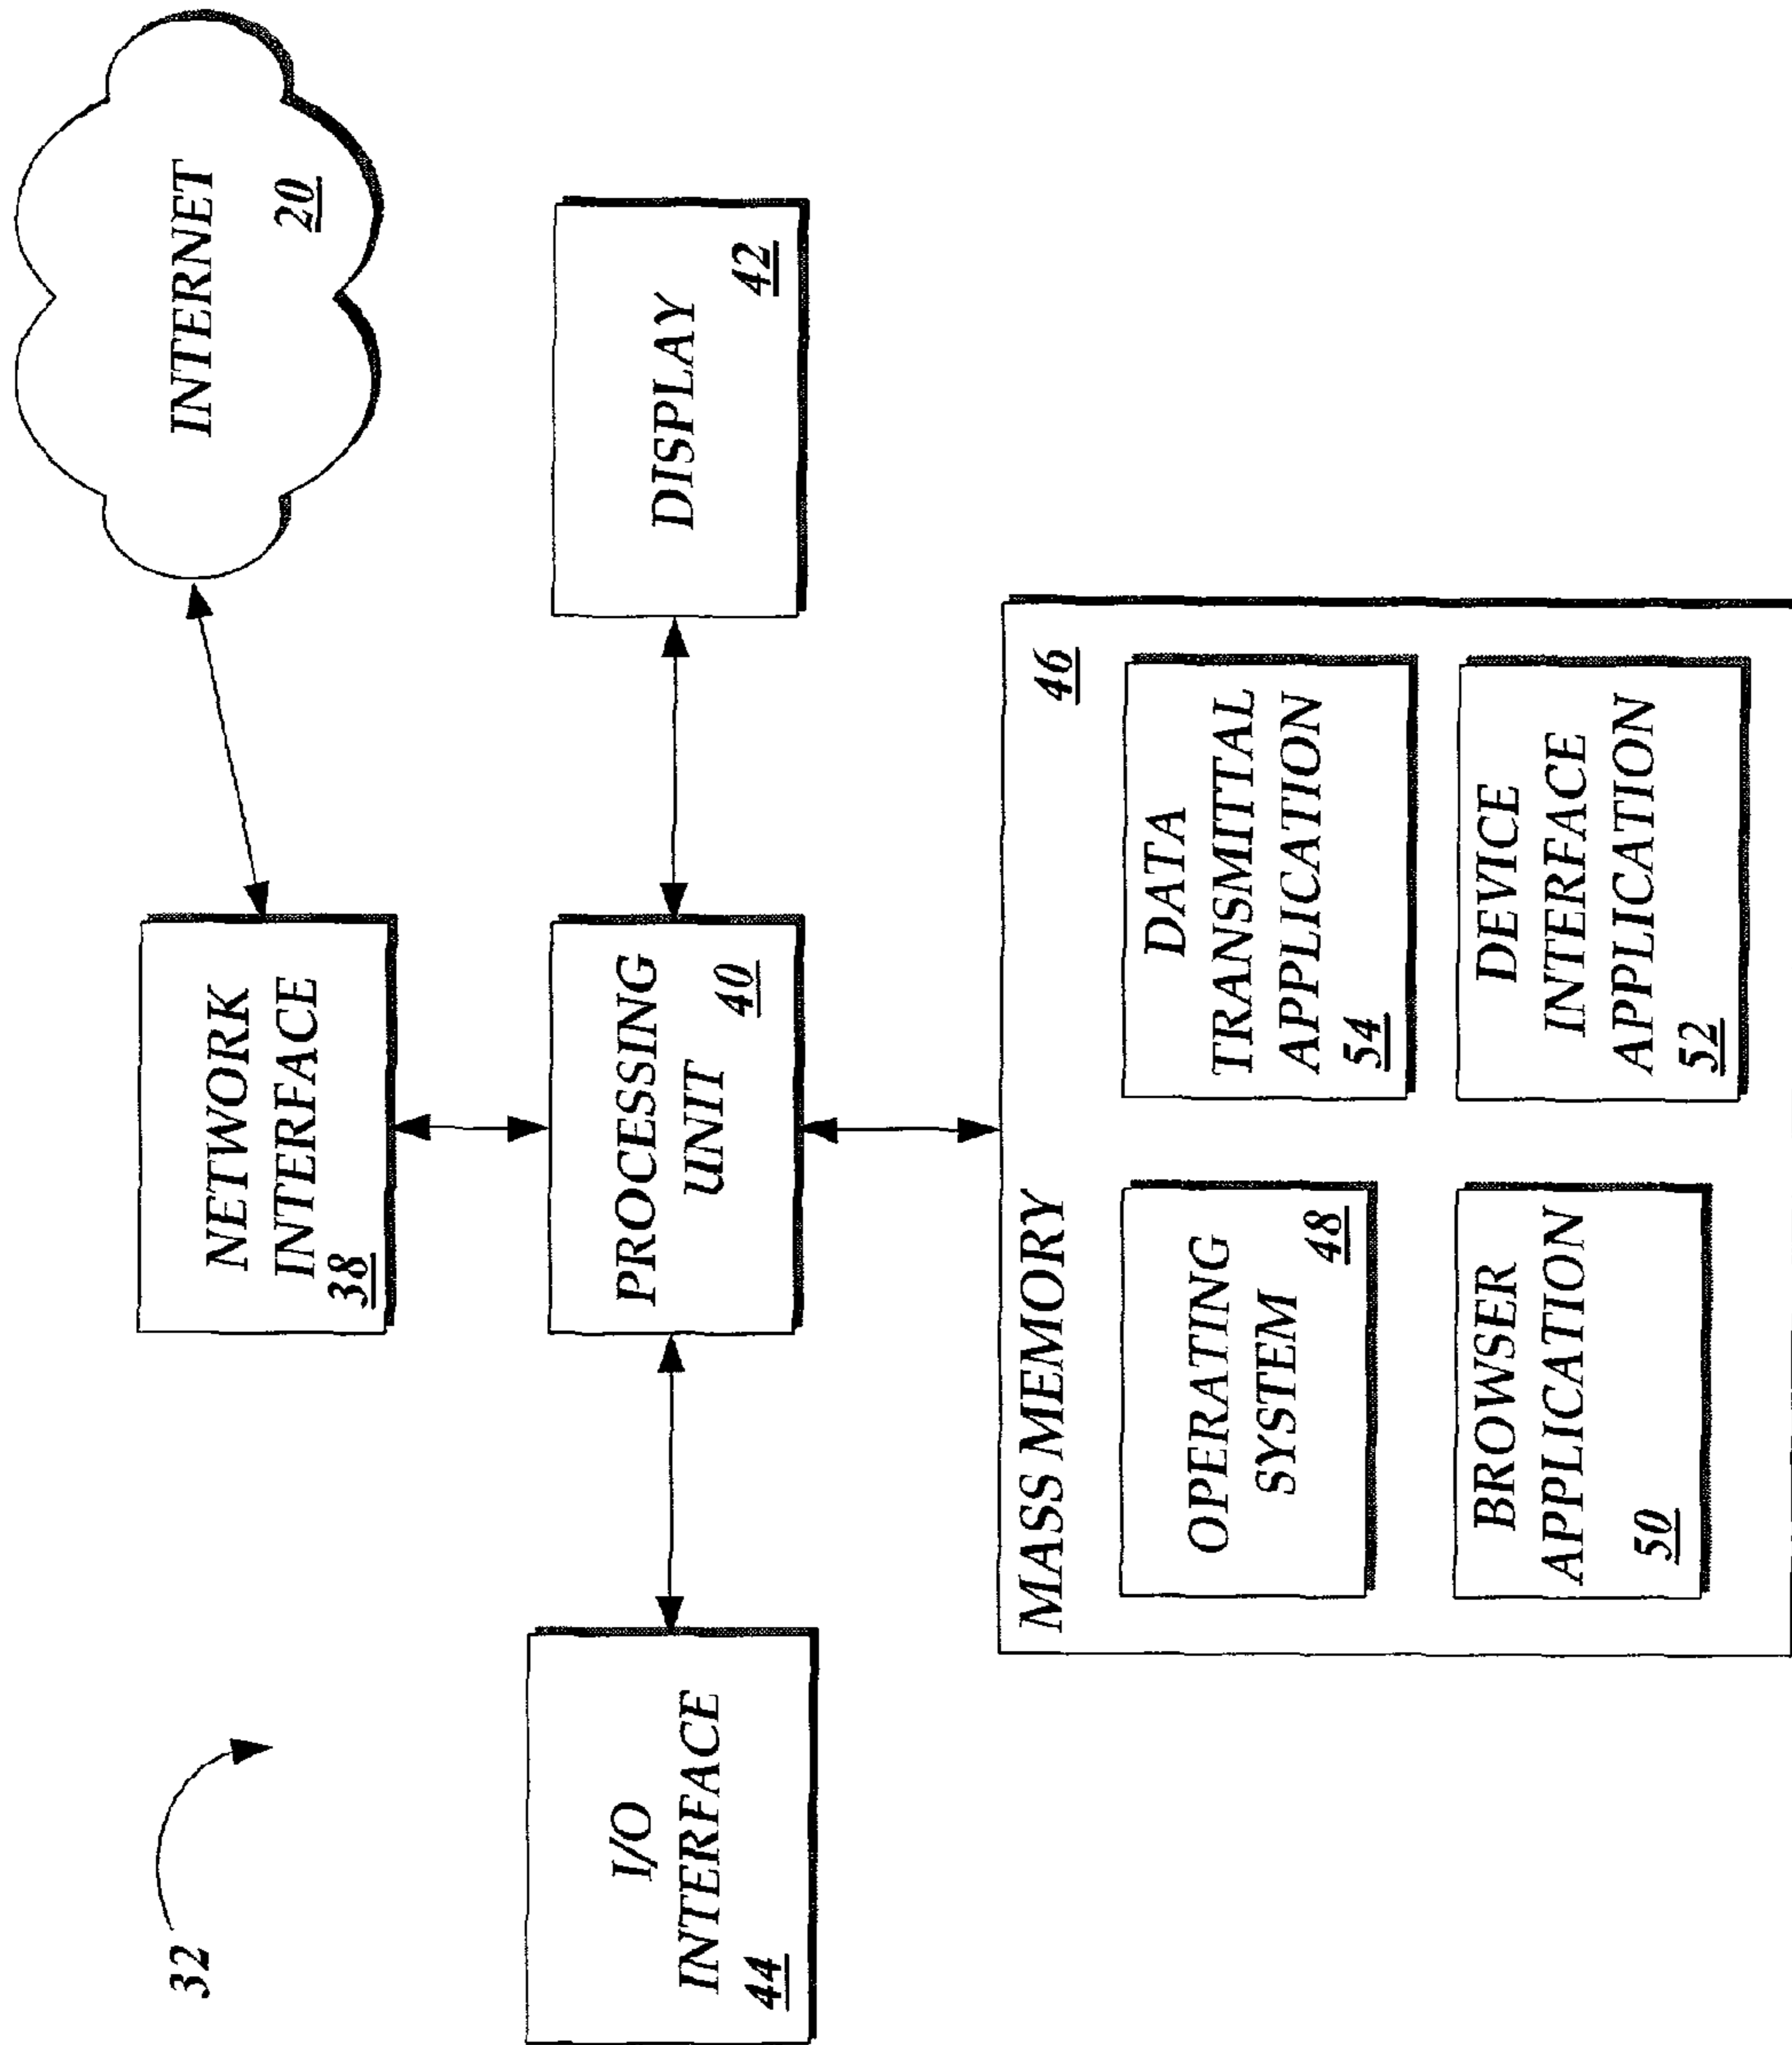 32
INTERNET
20
NETWORK
INTERFACE
38
I/O
INTERFACE
44
PROCESSING
UNIT
40
DISPLAY
42
MASS MEMORY
46
OPERATING
SYSTEM
48
DATA
TRANSMITTAL
APPLICATION
54
BROWSER
APPLICATION
50
DEVICE
INTERFACE
APPLICATION
52